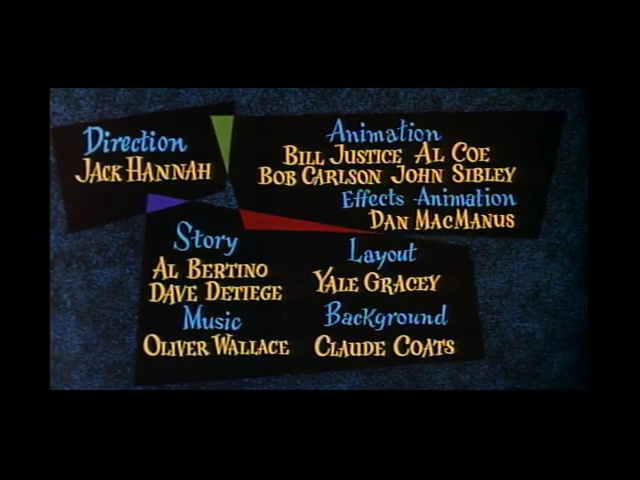 Direction
JACK HANNAH
Animation
BILL JUSTICE AL COE
BOB CARLSON JOHN SIBLEY
Effects Animation
DAN MACMANUS
Story
AL BERTINO
DAVE DETIEGE
Music
OLIVER WALLACE
Layout
YALE GRACEY
Background
CLAUDE COATS